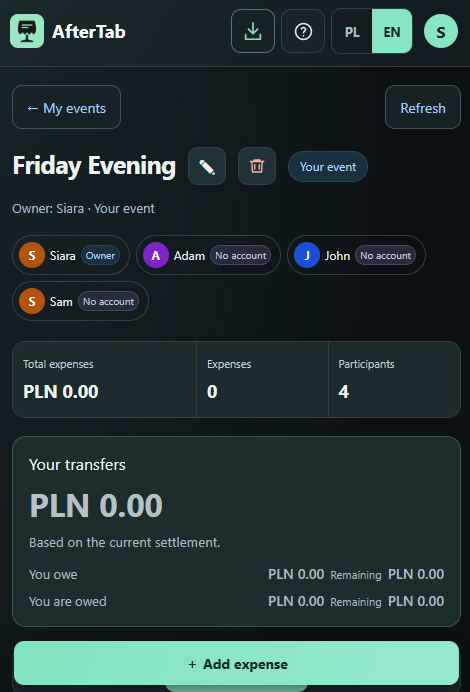 AfterTab
PL EN S
← My events Refresh
Friday Evening Your event
Owner: Siara · Your event
S Siara Owner A Adam No account J John No account
S Sam No account
Total expenses Expenses Participants
PLN 0.00 0 4
Your transfers
PLN 0.00
Based on the current settlement.
You owe PLN 0.00 Remaining PLN 0.00
You are owed PLN 0.00 Remaining PLN 0.00
+ Add expense